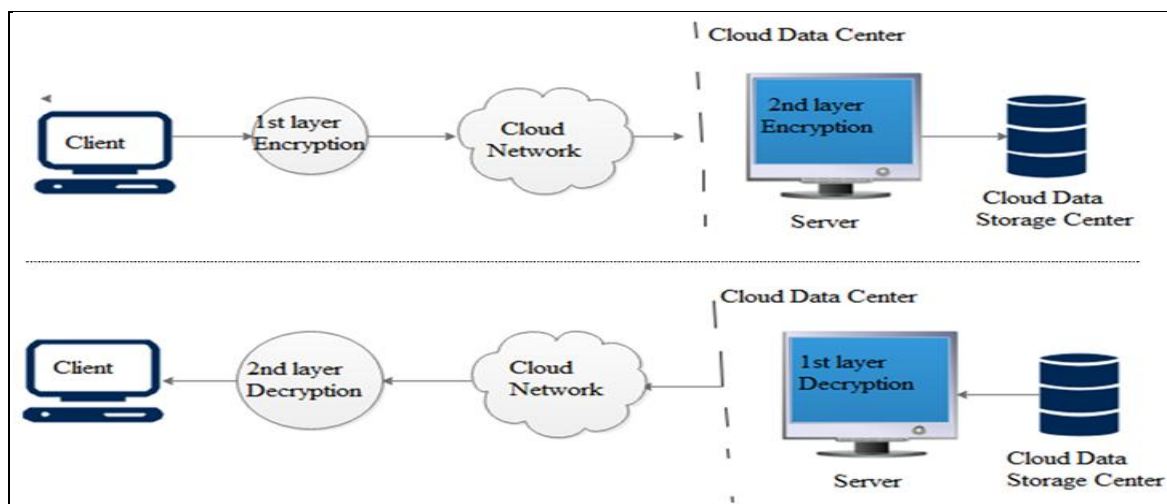 Cloud Data Center
Client
1st layer
Encryption
Cloud
Network
2nd layer
Encryption
Server
Cloud Data
Storage Center
Cloud Data Center
Client
2nd layer
Decryption
Cloud
Network
1st layer
Decryption
Server
Cloud Data
Storage Center